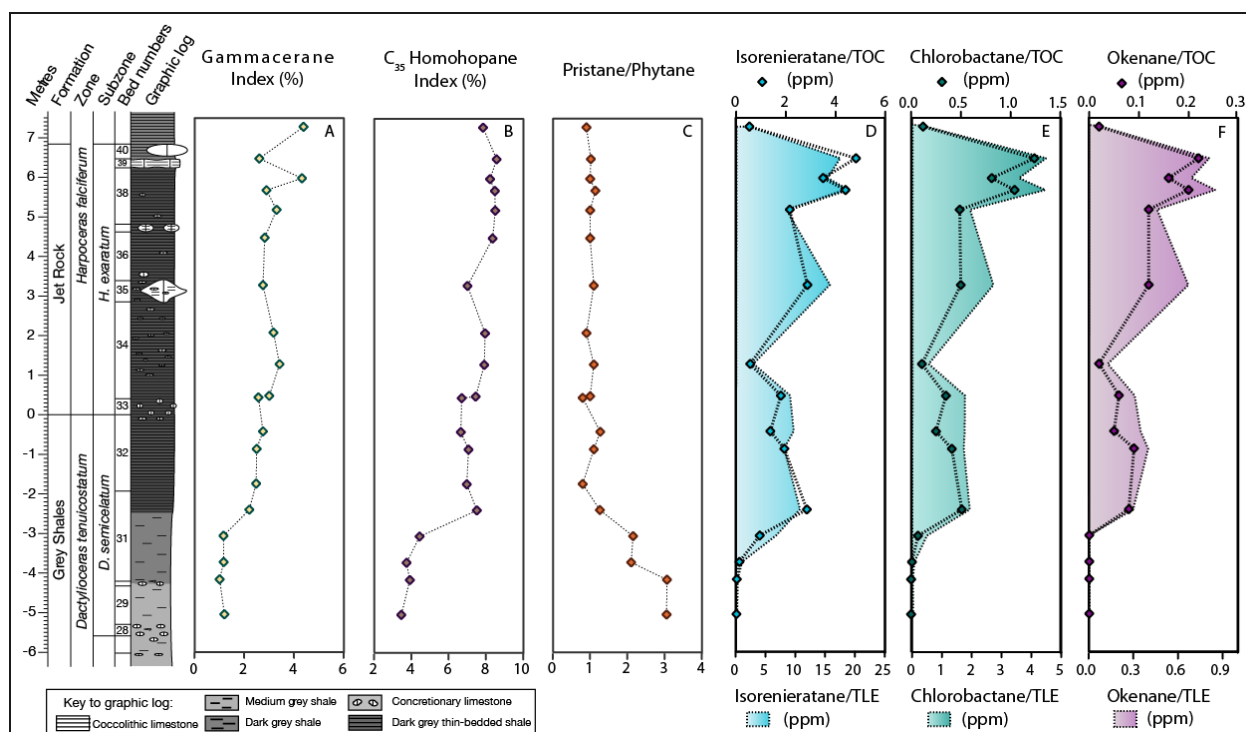 Metres
Formation
Zone
Subzone
Bed numbers
Graphic log
Gammacerane
Index (%)
C35 Homohopane
Index (%)
Pristane/Phytane
Isorenieratane/TOC
(ppm)
Chlorobactane/TOC
(ppm)
Okenane/TOC
(ppm)
0 2 4 6
0.0 0.5 1.0 1.5
0.0 0.1 0.2 0.3
A
B
C
D
E
F
7
6
5
4
3
2
1
0
-1
-2
-3
-4
-5
-6
Jet Rock
Grey Shales
Harpoceras falciferum
Dactylioceras tenuicostatum
H. exaratum
D. semicelatum
40
39
38
36
35
34
33
32
31
29
28
0 2 4 6
2 4 6 8 10
0 1 2 3 4
0 5 10 15 20 25
0 1 2 3 4 5
0 0.3 0.6 0.9
Isorenieratane/TLE
(ppm)
Chlorobactane/TLE
(ppm)
Okenane/TLE
(ppm)
Key to graphic log:
Coccolithic limestone
Medium grey shale
Dark grey shale
Concretionary limestone
Dark grey thin-bedded shale